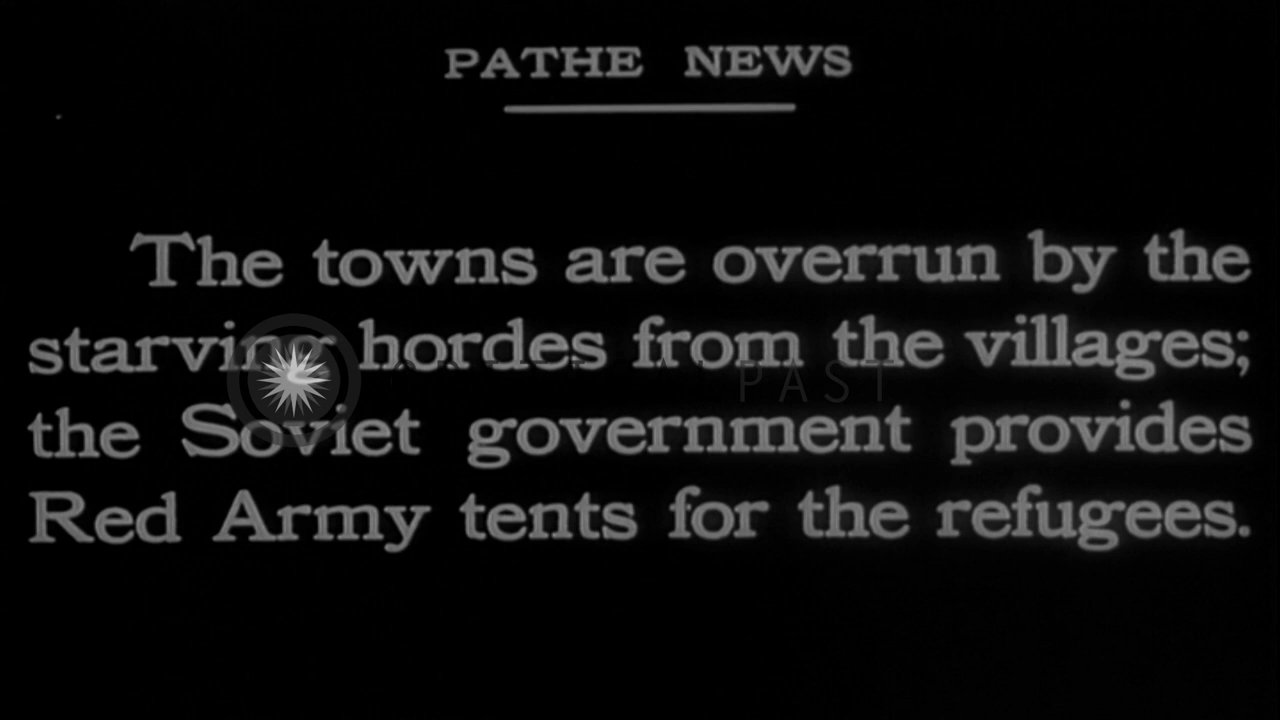 PATHE NEWS
The towns are overrun by the
starving hordes from the villages;
PAST
the Soviet government provides
Red Army tents for the refugees.